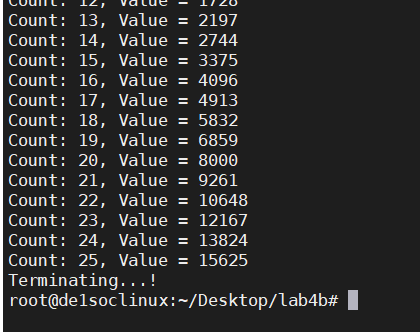 Count: 12, Value = 1728
Count: 13, Value = 2197
Count: 14, Value = 2744
Count: 15, Value = 3375
Count: 16, Value = 4096
Count: 17, Value = 4913
Count: 18, Value = 5832
Count: 19, Value = 6859
Count: 20, Value = 8000
Count: 21, Value = 9261
Count: 22, Value = 10648
Count: 23, Value = 12167
Count: 24, Value = 13824
Count: 25, Value = 15625
Terminating...!
root@de1soclinux:~/Desktop/lab4b#